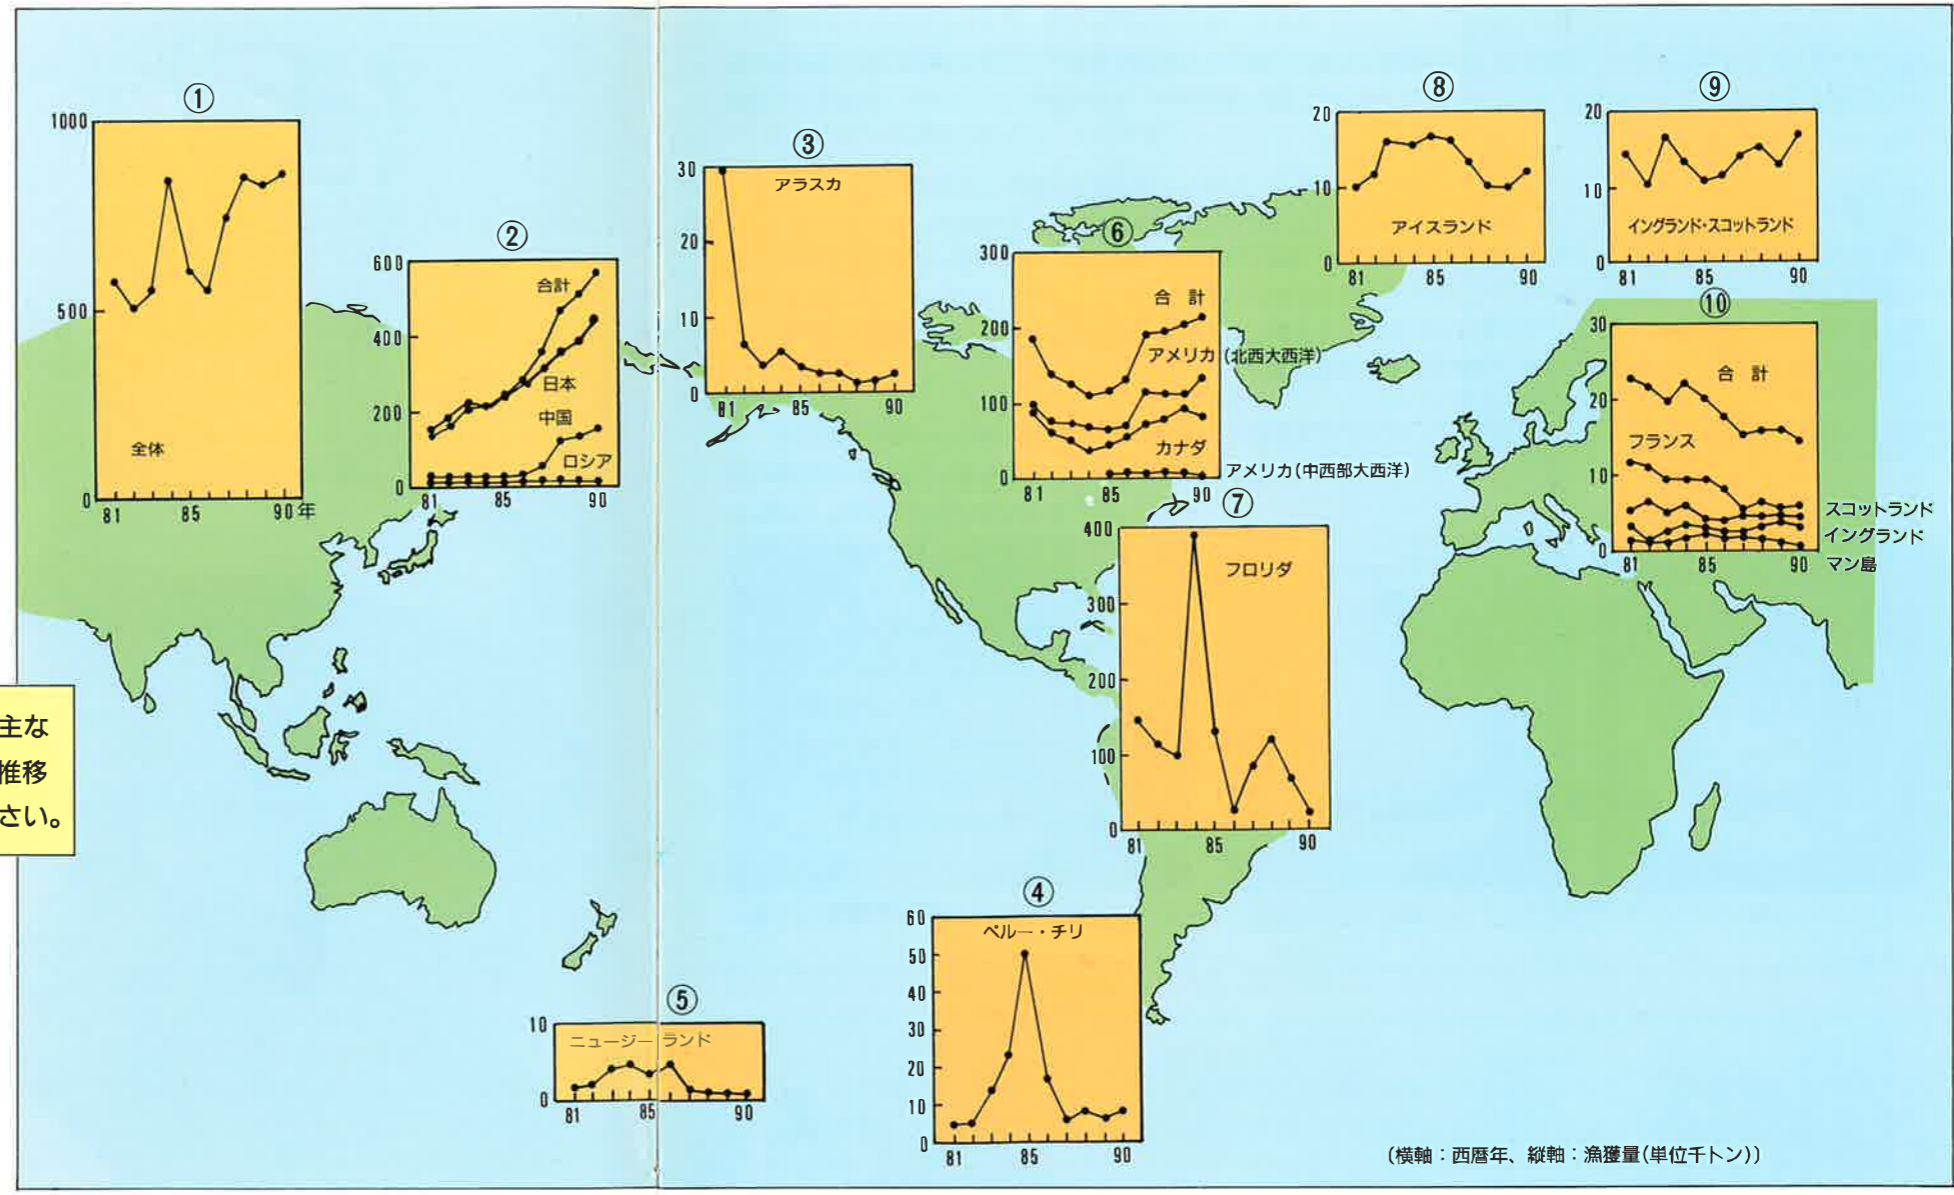 ①
1000
500
0
全体
81 85 90年
②
600
400
200
0
合計
日本
中国
ロシア
81 85 90
③
30
20
10
0
アラスカ
81 85 90
⑥
300
200
100
0
合 計
アメリカ(北西大西洋)
カナダ
アメリカ(中西部大西洋)
81 85 90
⑧
20
10
0
アイスランド
81 85 90
⑨
20
10
0
イングランド・スコットランド
81 85 90
⑩
30
20
10
0
合 計
フランス
スコットランド
イングランド
マン島
81 85 90
⑦
400
300
200
100
0
フロリダ
81 85 90
主な
推移
さい。
④
60
50
40
30
20
10
0
ペルー・チリ
81 85 90
⑤
10
0
ニュージーランド
81 85 90
(横軸：西暦年、縦軸：漁獲量(単位千トン))